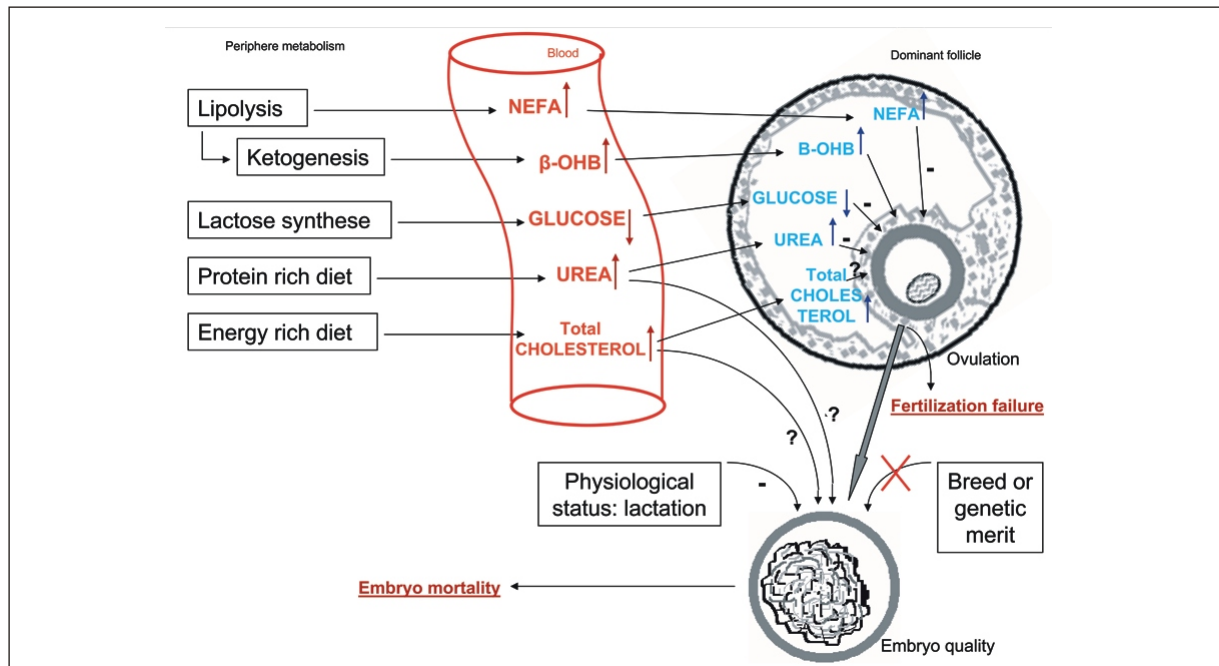 Periphere metabolism
Blood
Dominant follicle
Lipolysis
NEFA
NEFA
Ketogenesis
β-OHB
B-OHB
-
Lactose synthese
GLUCOSE
GLUCOSE
-
Protein rich diet
UREA
UREA
-
Energy rich diet
Total
CHOLESTEROL
Total
?
CHOLES
TEROL
Ovulation
Fertilization failure
?
?
Physiological
status: lactation
-
Breed or
genetic
merit
Embryo mortality
Embryo quality